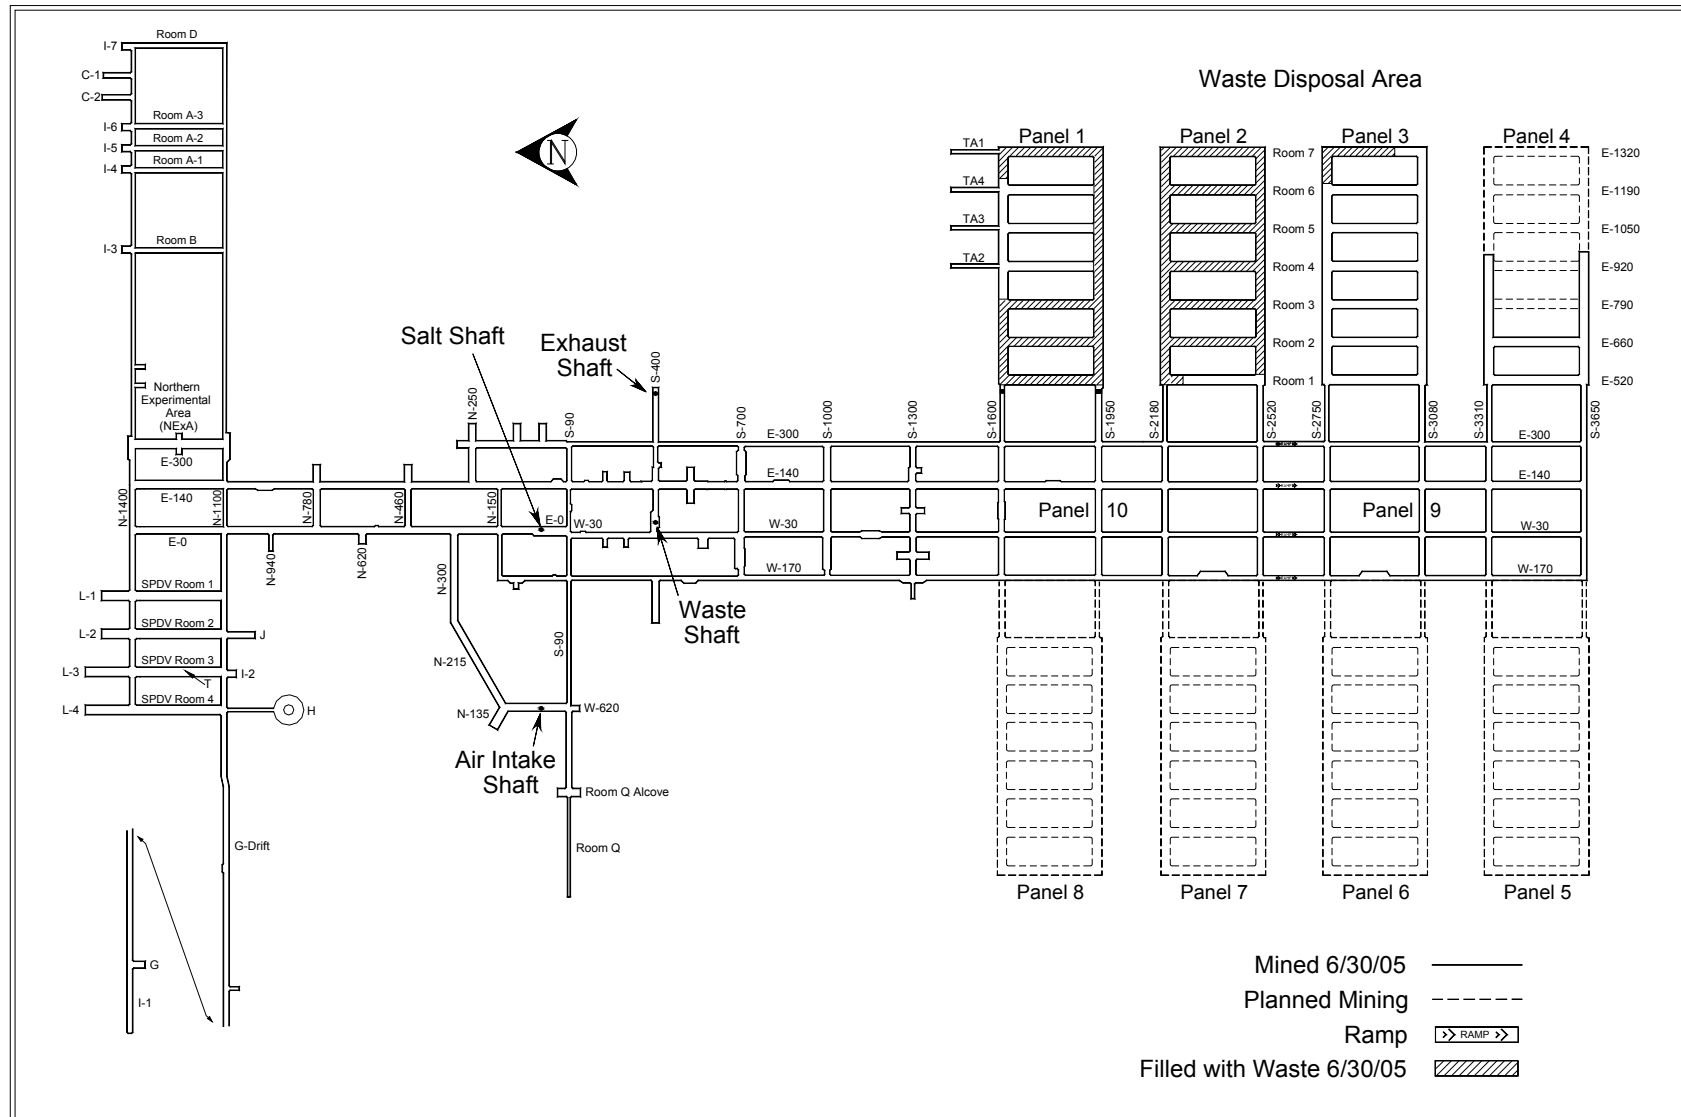 Room D
I-7
C-1
C-2
Room A-3
I-6
Room A-2
I-5
Room A-1
I-4
Room B
I-3
Northern
Experimental
Area
(NExA)
E-300
E-140
N-1400
N-1100
N-780
N-460
N-150
E-0
SPDV Room 1
L-1
SPDV Room 2
L-2
J
SPDV Room 3
L-3
I-2
T
SPDV Room 4
L-4
H
N-940
N-620
N-300
N-215
N-135
G-Drift
G
I-1
N
Salt Shaft
Exhaust
Shaft
N-250
S-90
S-400
S-700
S-1000
S-1300
S-1600
S-1950
S-2180
S-2520
S-2750
S-3080
S-3310
S-3650
E-300
E-140
E-0
W-30
W-30
W-170
E-300
E-140
W-30
W-170
Waste
Shaft
S-90
W-620
Air Intake
Shaft
Room Q Alcove
Room Q
Waste Disposal Area
Panel 1
Panel 2
Panel 3
Panel 4
TA1
TA4
TA3
TA2
Room 7
Room 6
Room 5
Room 4
Room 3
Room 2
Room 1
E-1320
E-1190
E-1050
E-920
E-790
E-660
E-520
Panel 10
Panel 9
Panel 8
Panel 7
Panel 6
Panel 5
Mined 6/30/05
Planned Mining
Ramp
RAMP
Filled with Waste 6/30/05